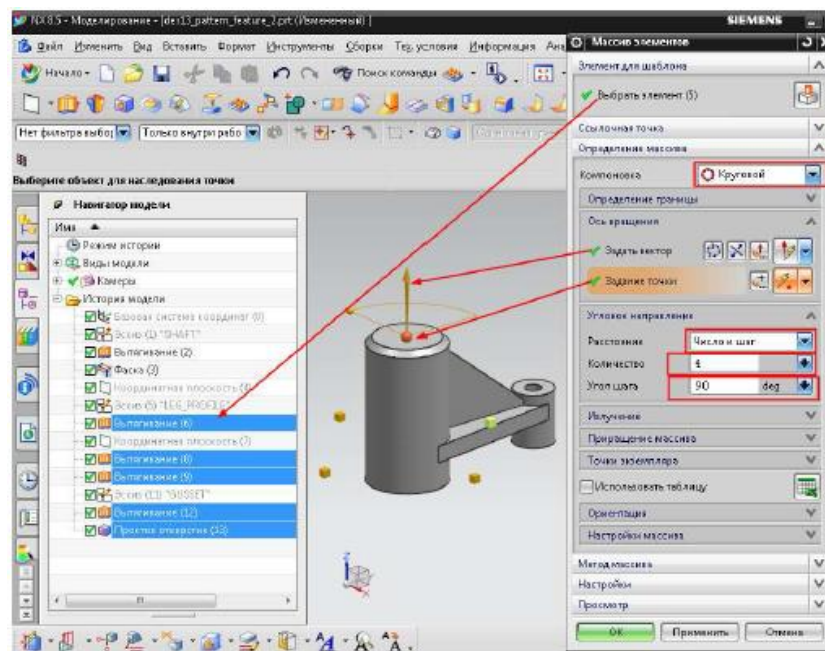 NX 8.5 - Моделирование - [dev13_pattern_feature_2.prt (Измененный) ]
SIEMENS
Файл Изменить Вид Вставить Формат Инструменты Сборки Тех. условия Информация Ана
Начало
Поиск команды
Нет фильтра выбо
Только внутри рабо
Выберите объект для наследования точки
Навигатор модели
Имя
Режим истории
Виды модели
Камеры
История модели
Базовая система координат (0)
Эскиз (1) "SHAFT"
Вытягивание (2)
Фаска (3)
Координатная плоскость (4)
Эскиз (5) "LEG_PROFILE"
Вытягивание (6)
Координатная плоскость (7)
Вытягивание (8)
Вытягивание (9)
Эскиз (11) "GUSSET"
Вытягивание (12)
Простое отверстие (13)
Массив элементов
Элемент для шаблона
Выбрать элемент (5)
Ссылочная точка
Определение массива
Компоновка
Круговой
Определение границы
Ось вращения
Задать вектор
Задание точки
Угловое направление
Расстояние
Число и шаг
Количество
4
Угол шага
90
deg
Излучение
Приращение массива
Точки экземпляра
Использовать таблицу
Ориентация
Настройки массива
Метод массива
Настройки
Просмотр
OK
Применить
Отмена